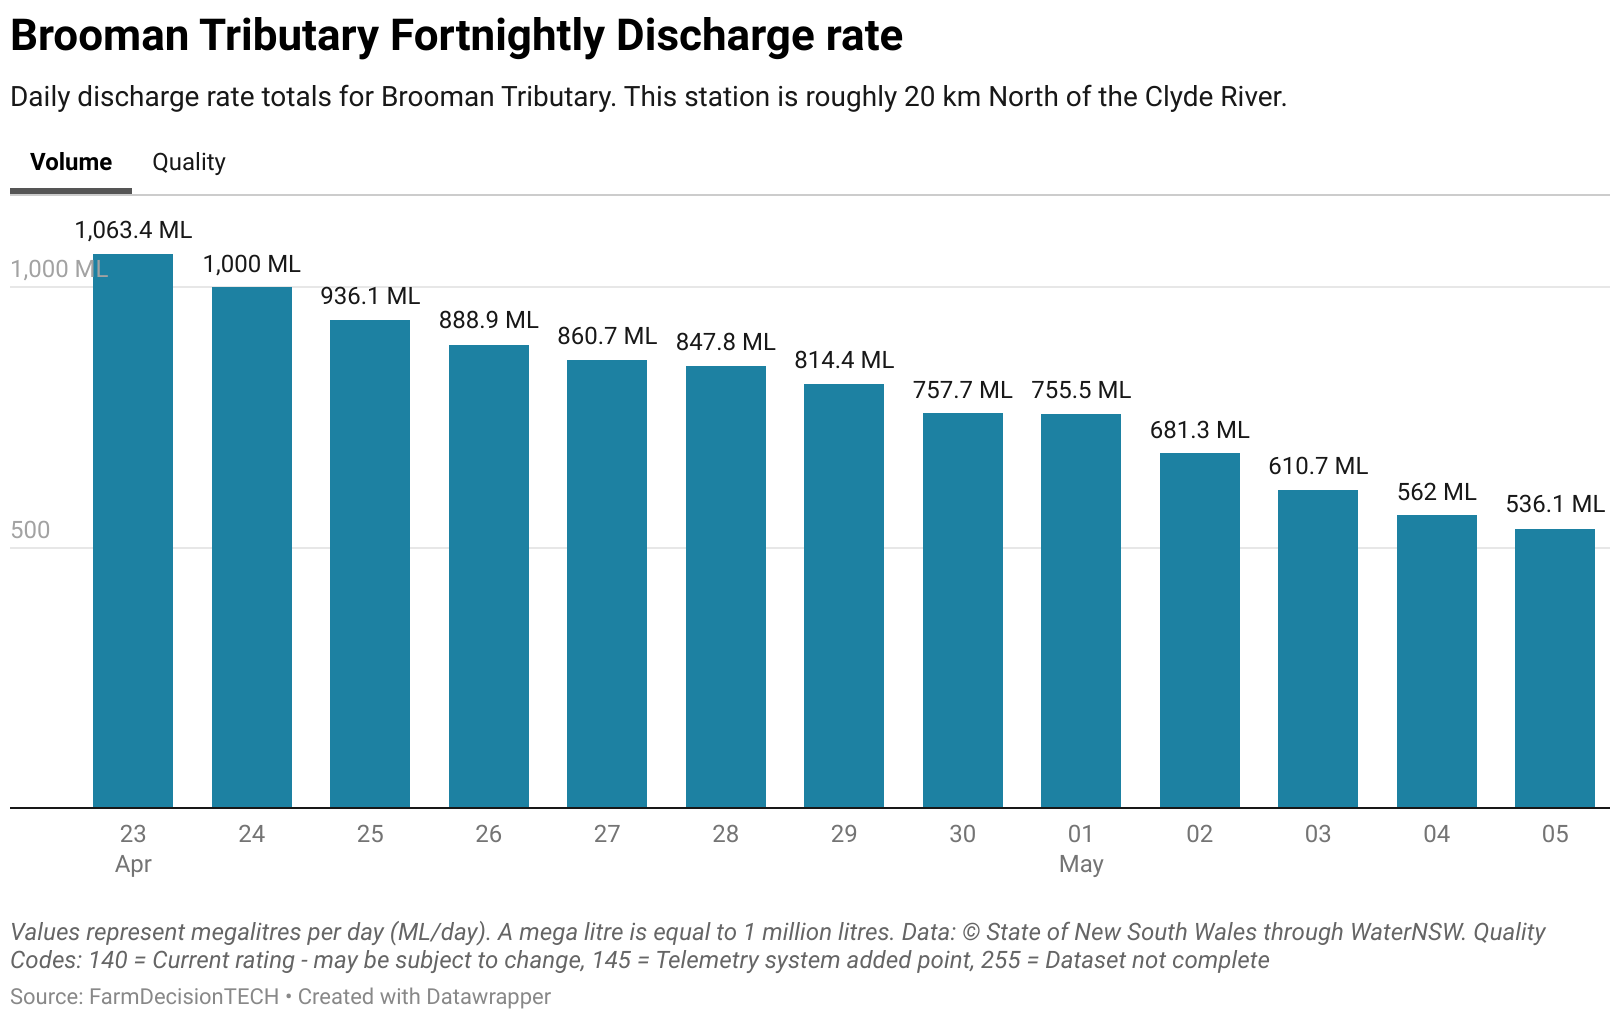 Brooman Tributary Fortnightly Discharge rate
Daily discharge rate totals for Brooman Tributary. This station is roughly 20 km North of the Clyde River.
Volume Quality
1,063.4 ML
1,000 ML
1,000 ML
936.1 ML
888.9 ML
860.7 ML
847.8 ML
814.4 ML
757.7 ML
755.5 ML
681.3 ML
610.7 ML
562 ML
536.1 ML
500
23 24 25 26 27 28 29 30 01 02 03 04 05
Apr May
Values represent megalitres per day (ML/day). A mega litre is equal to 1 million litres. Data: © State of New South Wales through WaterNSW. Quality
Codes: 140 = Current rating - may be subject to change, 145 = Telemetry system added point, 255 = Dataset not complete
Source: FarmDecisionTECH • Created with Datawrapper